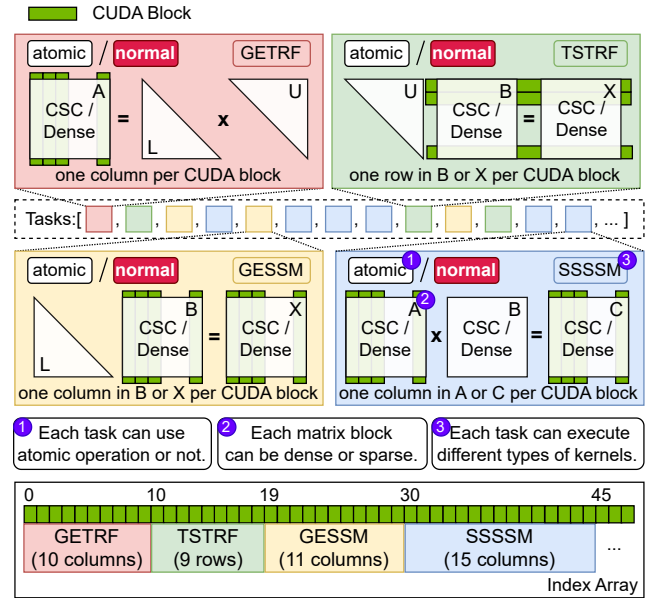 CUDA Block
atomic / normal GETRF
A
CSC / Dense
=
L
x
U
one column per CUDA block
atomic / normal TSTRF
U
B
CSC / Dense
=
X
CSC / Dense
one row in B or X per CUDA block
Tasks:[ , , , , , , , , , , , , , ... ]
atomic / normal GESSM
L
B
CSC / Dense
=
X
CSC / Dense
one column in B or X per CUDA block
atomic 1 / normal SSSSM 3
A 2
CSC / Dense
x
B
CSC / Dense
=
C
CSC / Dense
one column in A or C per CUDA block
1 Each task can use
atomic operation or not.
2 Each matrix block
can be dense or sparse.
3 Each task can execute
different types of kernels.
0 10 19 30 45
GETRF
(10 columns)
TSTRF
(9 rows)
GESSM
(11 columns)
SSSSM
(15 columns)
...
Index Array